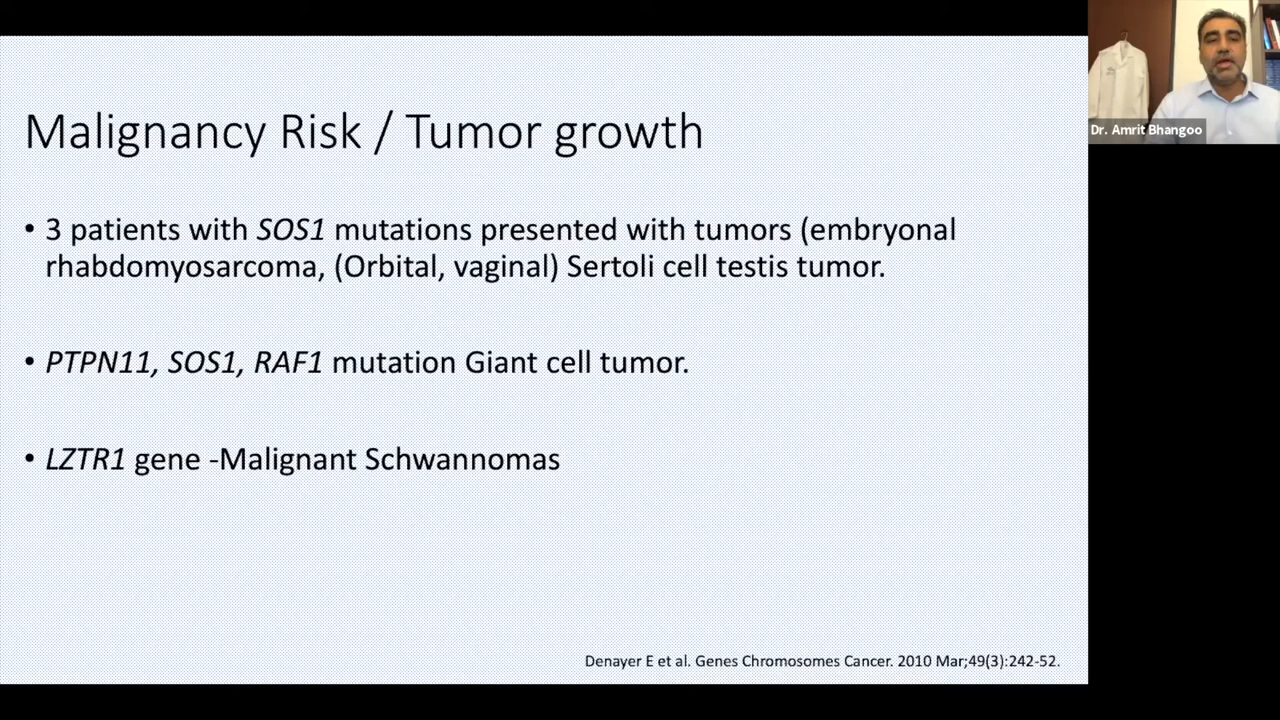 Malignancy Risk / Tumor growth
• 3 patients with SOS1 mutations presented with tumors (embryonal
rhabdomyosarcoma, (Orbital, vaginal) Sertoli cell testis tumor.
• PTPN11, SOS1, RAF1 mutation Giant cell tumor.
• LZTR1 gene -Malignant Schwannomas
Denayer E et al. Genes Chromosomes Cancer. 2010 Mar;49(3):242-52.
Dr. Amrit Bhangoo